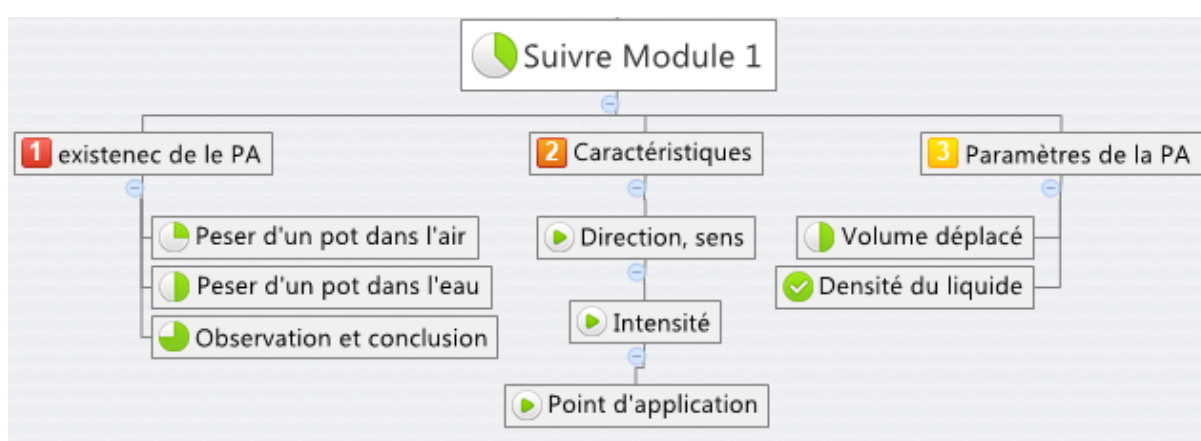 Suivre Module 1
1 existenec de le PA
Peser d'un pot dans l'air
Peser d'un pot dans l'eau
Observation et conclusion
2 Caractéristiques
Direction, sens
Intensité
Point d'application
3 Paramètres de la PA
Volume déplacé
Densité du liquide